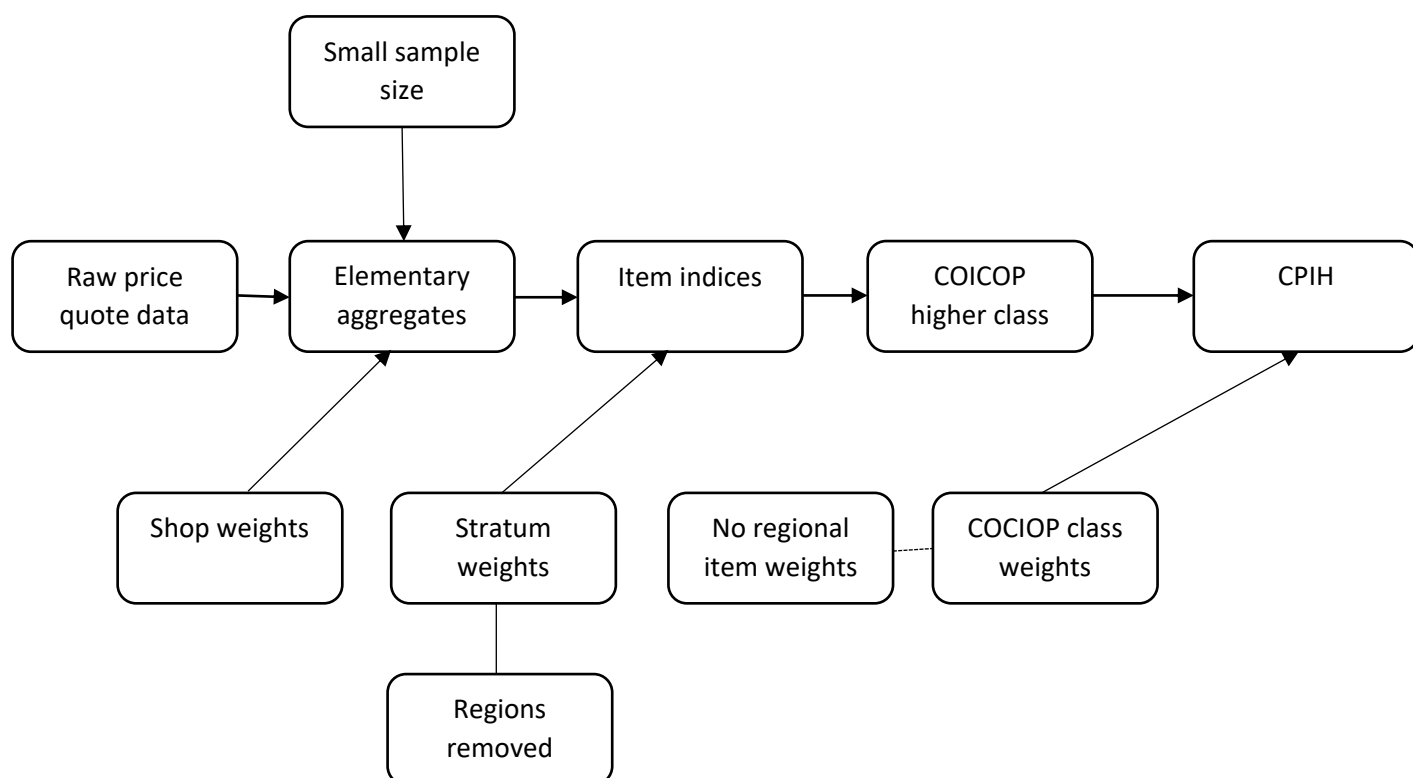 Small sample
size
Raw price
quote data
Elementary
aggregates
Item indices
COICOP
higher class
CPIH
Shop weights
Stratum
weights
No regional
item weights
COCIOP class
weights
Regions
removed